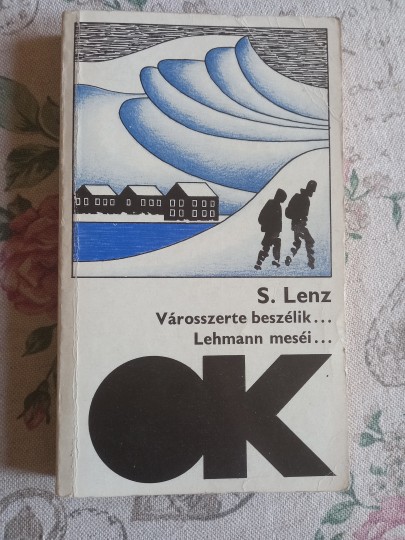 S. Lenz
Városszerte beszélik...
Lehmann meséi...
OK